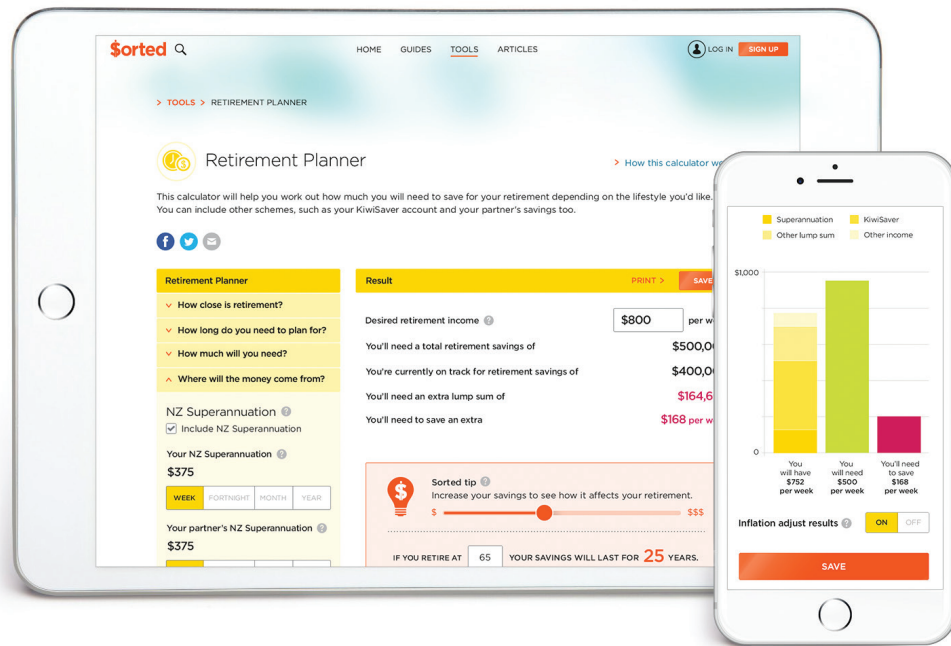 $orted
HOME GUIDES TOOLS ARTICLES
LOG IN SIGN UP
> TOOLS > RETIREMENT PLANNER
Retirement Planner
> How this calculator
This calculator will help you work out how much you will need to save for your retirement depending on the lifestyle you'd like.
You can include other schemes, such as your KiwiSaver account and your partner's savings too.
Retirement Planner
How close is retirement?
How long do you need to plan for?
How much will you need?
Where will the money come from?
NZ Superannuation
Include NZ Superannuation
Your NZ Superannuation
$375
WEEK FORTNIGHT MONTH YEAR
Your partner's NZ Superannuation
$375
Result PRINT > SAVE
Desired retirement income $800 per
You'll need a total retirement savings of
You're currently on track for retirement savings of
You'll need an extra lump sum of
You'll need to save an extra $168 per
$
Sorted tip
Increase your savings to see how it affects your retirement.
$ $$$
IF YOU RETIRE AT 65 YOUR SAVINGS WILL LAST FOR 25 YEARS.
Superannuation KiwiSaver
Other lump sum Other income
$1,000
0
You will have $752 per week
You will need $500 per week
You'll need to save $168 per week
Inflation adjust results ON OFF
SAVE